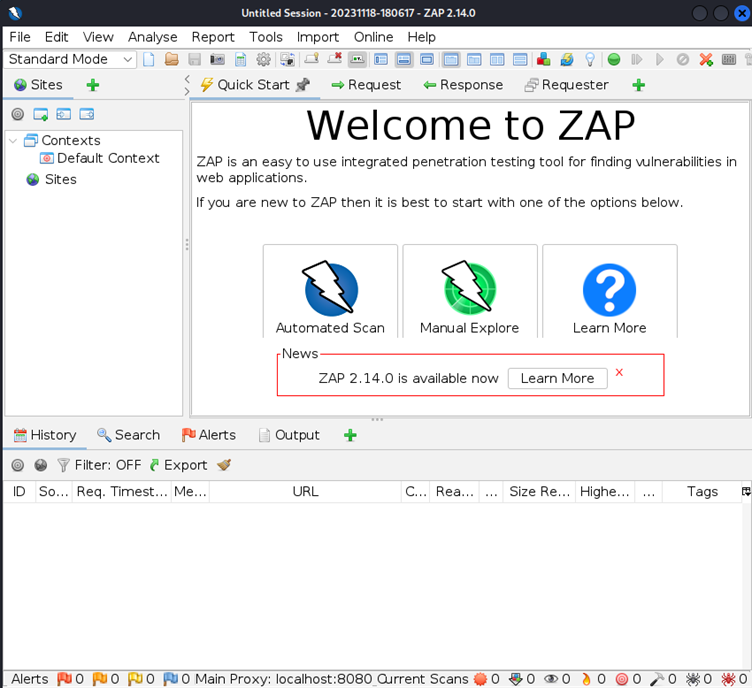 Untitled Session - 20231118-180617 - ZAP 2.14.0
File Edit View Analyse Report Tools Import Online Help
Standard Mode
Sites
Quick Start Request Response Requester
Contexts
Default Context
Sites
Welcome to ZAP
ZAP is an easy to use integrated penetration testing tool for finding vulnerabilities in
web applications.
If you are new to ZAP then it is best to start with one of the options below.
Automated Scan Manual Explore Learn More
News
ZAP 2.14.0 is available now Learn More X
History Search Alerts Output
Filter: OFF Export
ID So... Req. Timest... Me... URL C... Rea... ... Size Re... Highe... ... Tags
Alerts 0 0 0 0 Main Proxy: localhost:8080 Current Scans 0 0 0 0 0 0 0 0